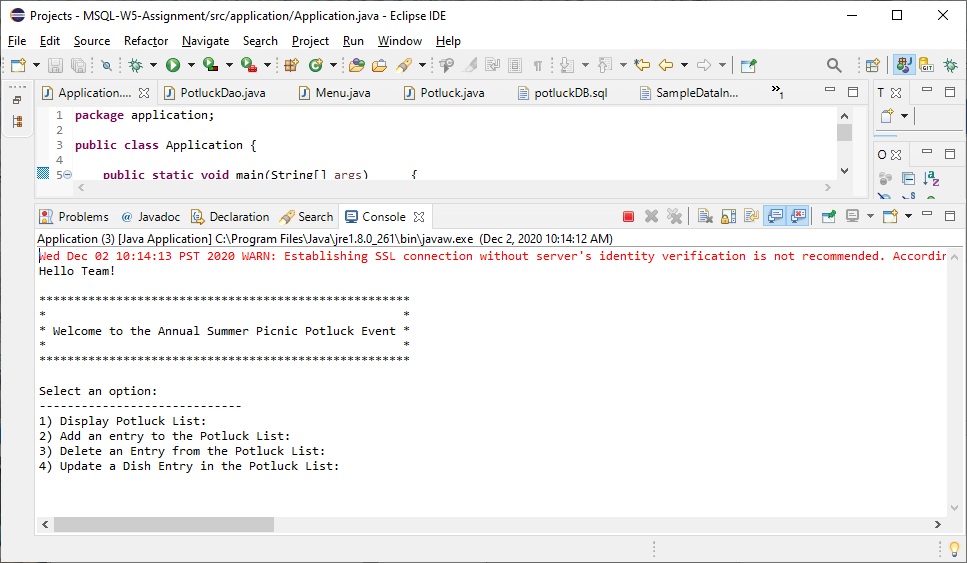 Projects - MSQL-W5-Assignment/src/application/Application.java - Eclipse IDE
File Edit Source Refactor Navigate Search Project Run Window Help
Application.... PotluckDao.java Menu.java Potluck.java potluckDB.sql SampleDataIn... »1 T
1 package application;
2
3 public class Application {
4
5 public static void main(String[] args) {
O
Problems @ Javadoc Declaration Search Console
Application (3) [Java Application] C:\Program Files\Java\jre1.8.0_261\bin\javaw.exe (Dec 2, 2020 10:14:12 AM)
Wed Dec 02 10:14:13 PST 2020 WARN: Establishing SSL connection without server's identity verification is not recommended. Accordin
Hello Team!
*****************************************************
* *
* Welcome to the Annual Summer Picnic Potluck Event *
* *
*****************************************************
Select an option:
-----------------------------
1) Display Potluck List:
2) Add an entry to the Potluck List:
3) Delete an Entry from the Potluck List:
4) Update a Dish Entry in the Potluck List: